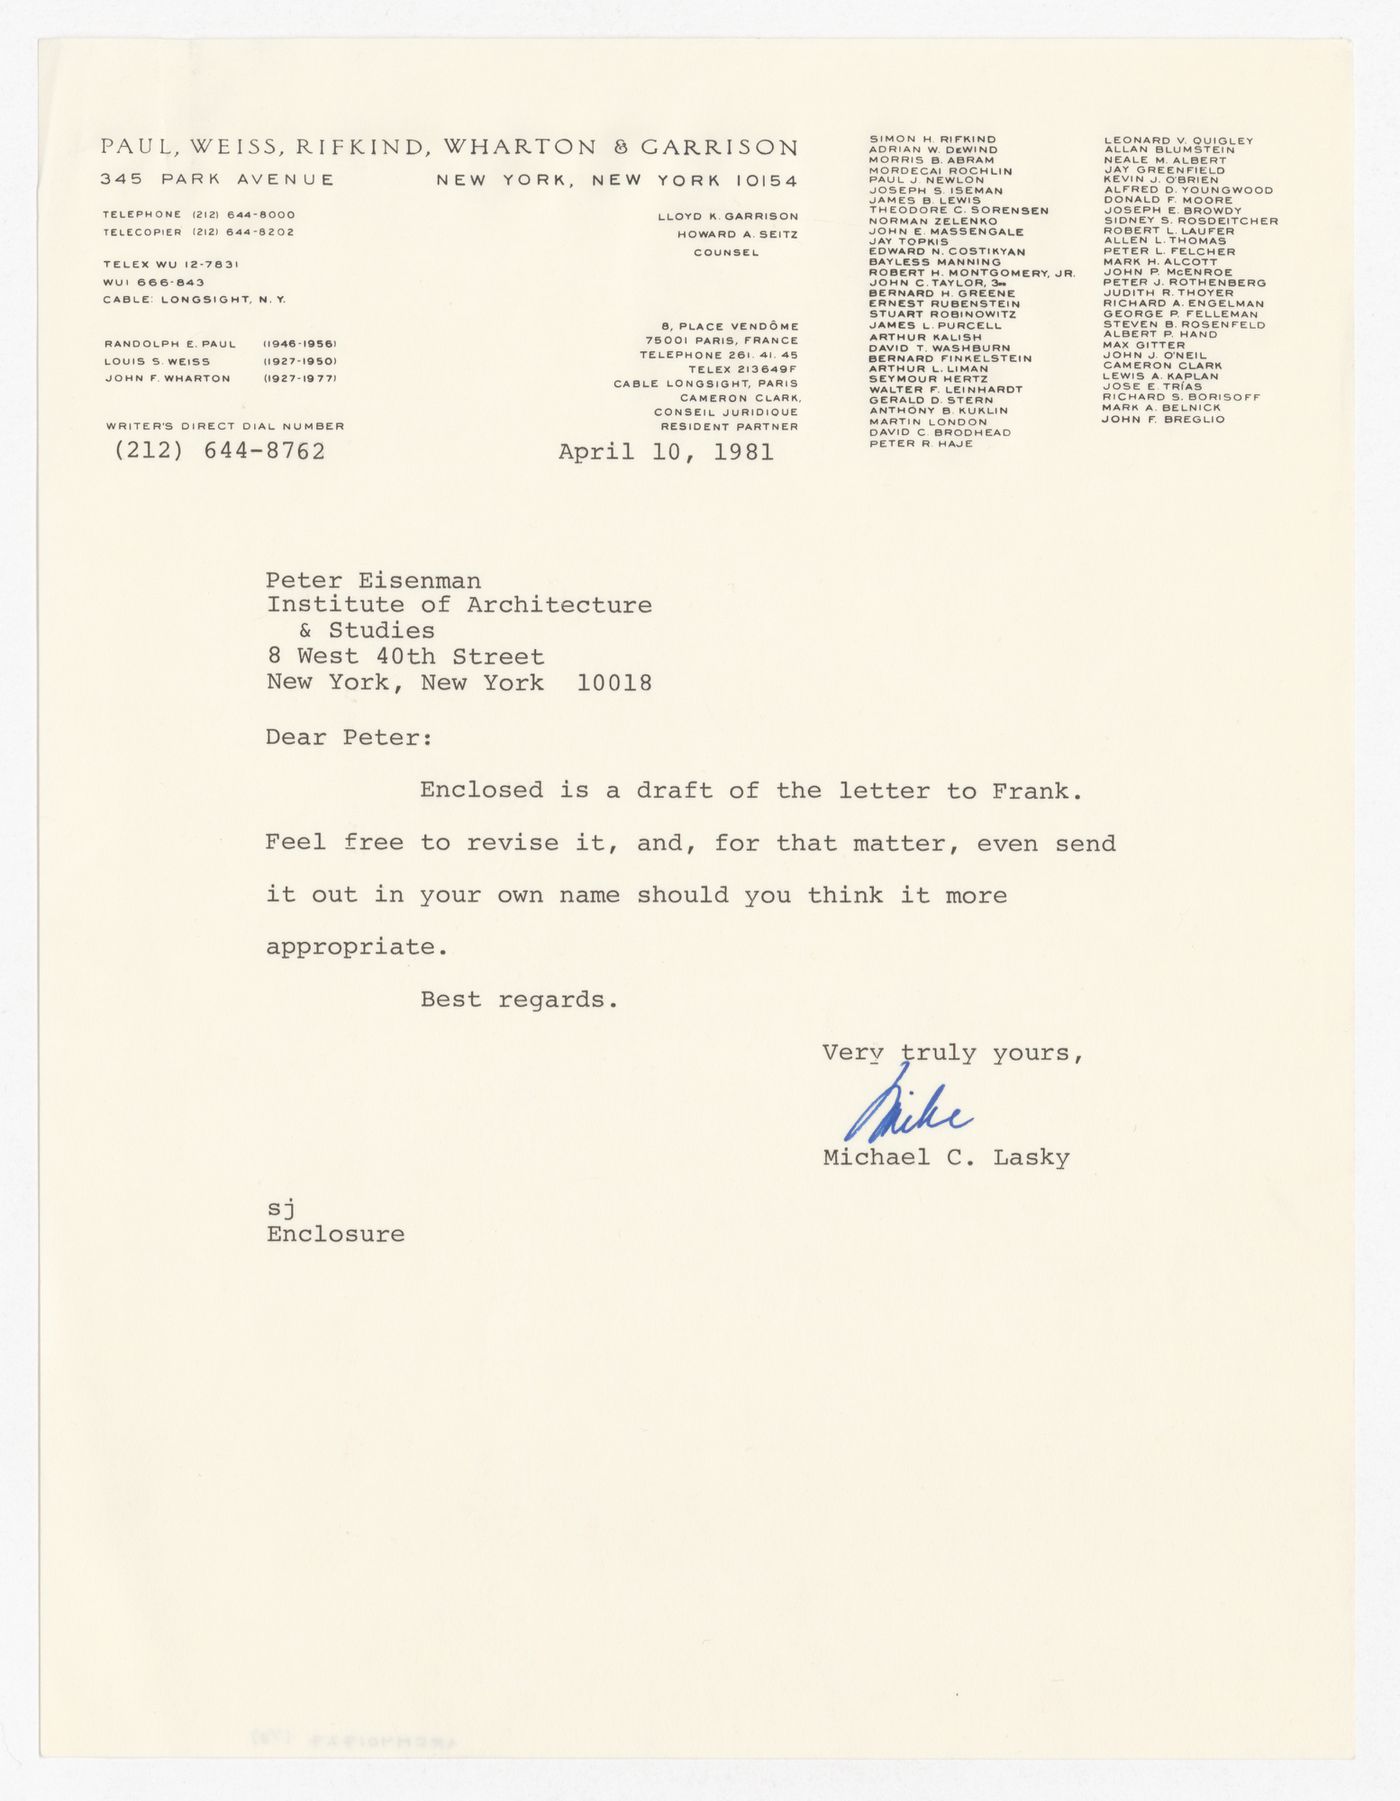 PAUL, WEISS, RIFKIND, WHARTON & GARRISON
345 PARK AVENUE NEW YORK, NEW YORK 10154
TELEPHONE (212) 644-8000
TELECOPIER (212) 644-8202
TELEX WU 12-7831
WUI 666-843
CABLE: LONGSIGHT, N. Y.
RANDOLPH E. PAUL (1946-1956)
LOUIS S. WEISS (1927-1950)
JOHN F. WHARTON (1927-1977)
WRITER'S DIRECT DIAL NUMBER
(212) 644-8762
LLOYD K. GARRISON
HOWARD A. SEITZ
COUNSEL
8, PLACE VENDÔME
75001 PARIS, FRANCE
TELEPHONE 261. 41. 45
TELEX 213649F
CABLE LONGSIGHT, PARIS
CAMERON CLARK,
CONSEIL JURIDIQUE
RESIDENT PARTNER
April 10, 1981
SIMON H. RIFKIND
ADRIAN W. DeWIND
MORRIS B. ABRAM
MORDECAI ROCHLIN
PAUL J. NEWLON
JOSEPH S. ISEMAN
JAMES B. LEWIS
THEODORE C. SORENSEN
NORMAN ZELENKO
JOHN E. MASSENGALE
JAY TOPKIS
EDWARD N. COSTIKYAN
BAYLESS MANNING
ROBERT H. MONTGOMERY, JR.
JOHN C. TAYLOR, 3RD
BERNARD H. GREENE
ERNEST RUBENSTEIN
STUART ROBINOWITZ
JAMES L. PURCELL
ARTHUR KALISH
DAVID T. WASHBURN
BERNARD FINKELSTEIN
ARTHUR L. LIMAN
SEYMOUR HERTZ
WALTER F. LEINHARDT
GERALD D. STERN
ANTHONY B. KUKLIN
MARTIN LONDON
DAVID C. BRODHEAD
PETER R. HAJE
LEONARD V. QUIGLEY
ALLAN BLUMSTEIN
NEALE M. ALBERT
JAY GREENFIELD
KEVIN J. O'BRIEN
ALFRED D. YOUNGWOOD
DONALD F. MOORE
JOSEPH E. BROWDY
SIDNEY S. ROSDEITCHER
ROBERT L. LAUFER
ALLEN L. THOMAS
PETER L. FELCHER
MARK H. ALCOTT
JOHN P. McENROE
PETER J. ROTHENBERG
JUDITH R. THOYER
RICHARD A. ENGELMAN
GEORGE P. FELLEMAN
STEVEN B. ROSENFELD
ALBERT P. HAND
MAX GITTER
JOHN J. O'NEIL
CAMERON CLARK
LEWIS A. KAPLAN
JOSE E. TRÍAS
RICHARD S. BORISOFF
MARK A. BELNICK
JOHN F. BREGLIO
Peter Eisenman
Institute of Architecture
& Studies
8 West 40th Street
New York, New York 10018
Dear Peter:
Enclosed is a draft of the letter to Frank.
Feel free to revise it, and, for that matter, even send
it out in your own name should you think it more
appropriate.
Best regards.
Very truly yours,
Mike
Michael C. Lasky
sj
Enclosure